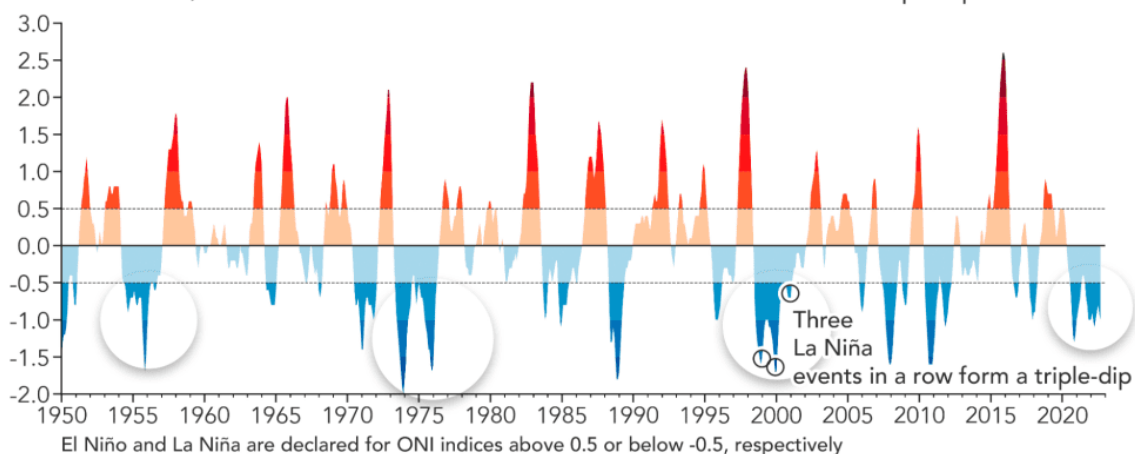 3.0
2.5
2.0
1.5
1.0
0.5
0.0
-0.5
-1.0
-1.5
-2.0
Three
La Niña
events in a row form a triple-dip
1950 1955 1960 1965 1970 1975 1980 1985 1990 1995 2000 2005 2010 2015 2020
El Niño and La Niña are declared for ONI indices above 0.5 or below -0.5, respectively